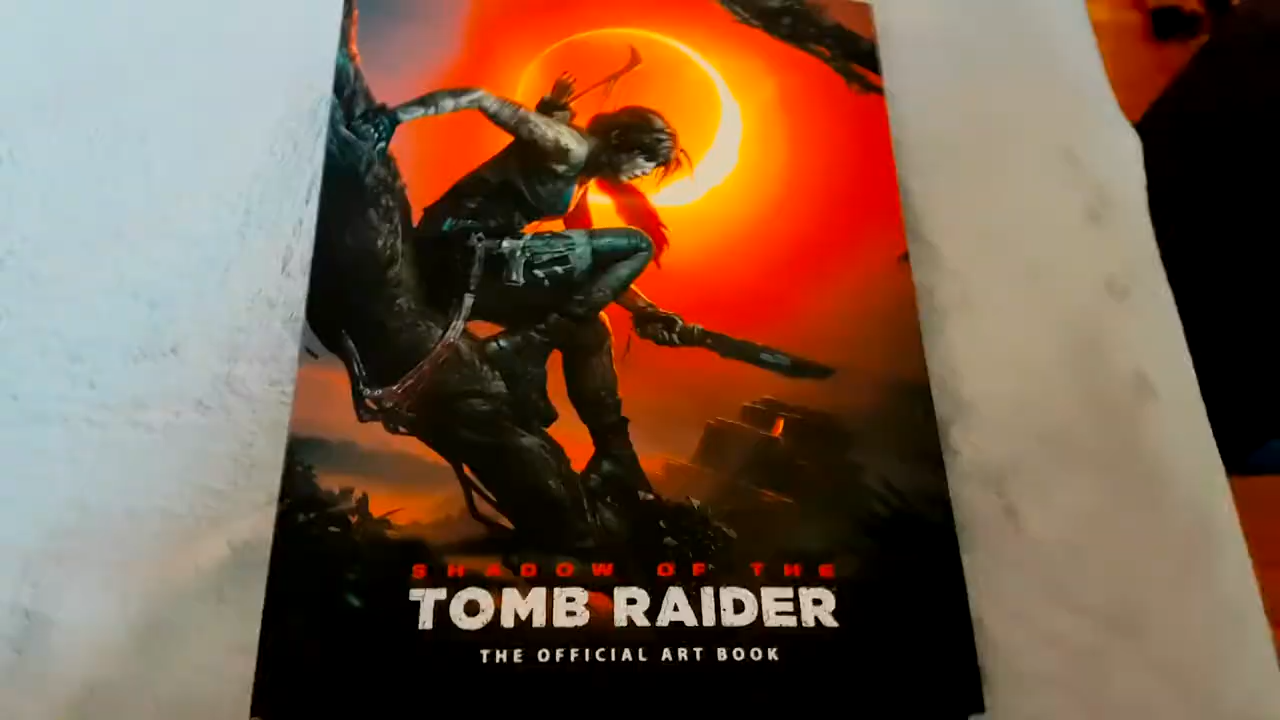 SHADOW OF THE
TOMB RAIDER
THE OFFICIAL ART BOOK